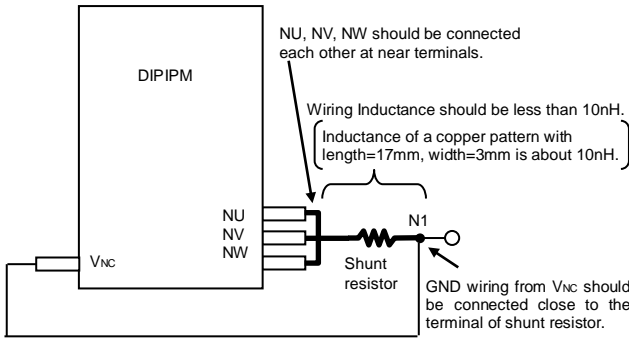 NU, NV, NW should be connected
each other at near terminals.
DIPIPM
Wiring Inductance should be less than 10nH.
Inductance of a copper pattern with
length=17mm, width=3mm is about 10nH.
NU
NV
NW
N1
VNC
Shunt
resistor
GND wiring from VNC should
be connected close to the
terminal of shunt resistor.